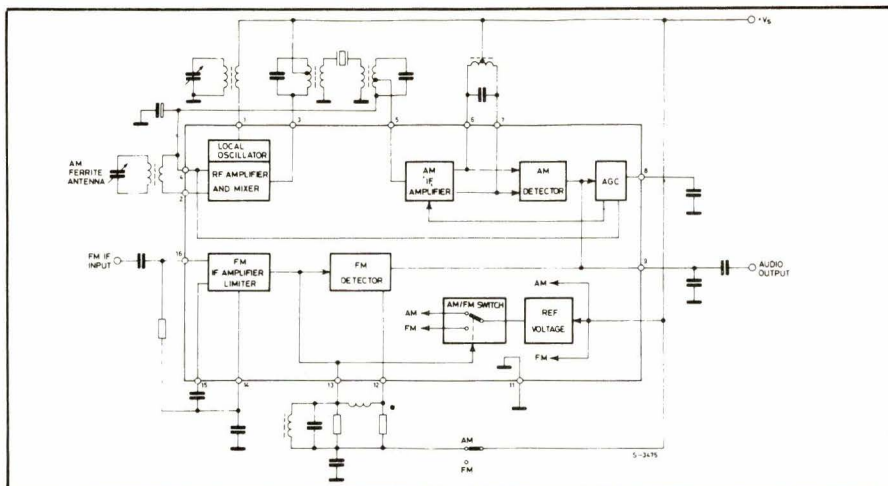 +Vs
1
3
5
6
7
LOCAL
OSCILLATOR
RF AMPLIFIER
AND MIXER
AM
FERRITE
ANTENNA
4
2
AM
IF
AMPLIFIER
AM
DETECTOR
AGC
8
FM IF
INPUT
16
FM
IF AMPLIFIER
LIMITER
FM
DETECTOR
9
AUDIO
OUTPUT
AM/FM SWITCH
AM
FM
AM
REF
VOLTAGE
FM
15
14
13
12
11
AM
FM
S-3475